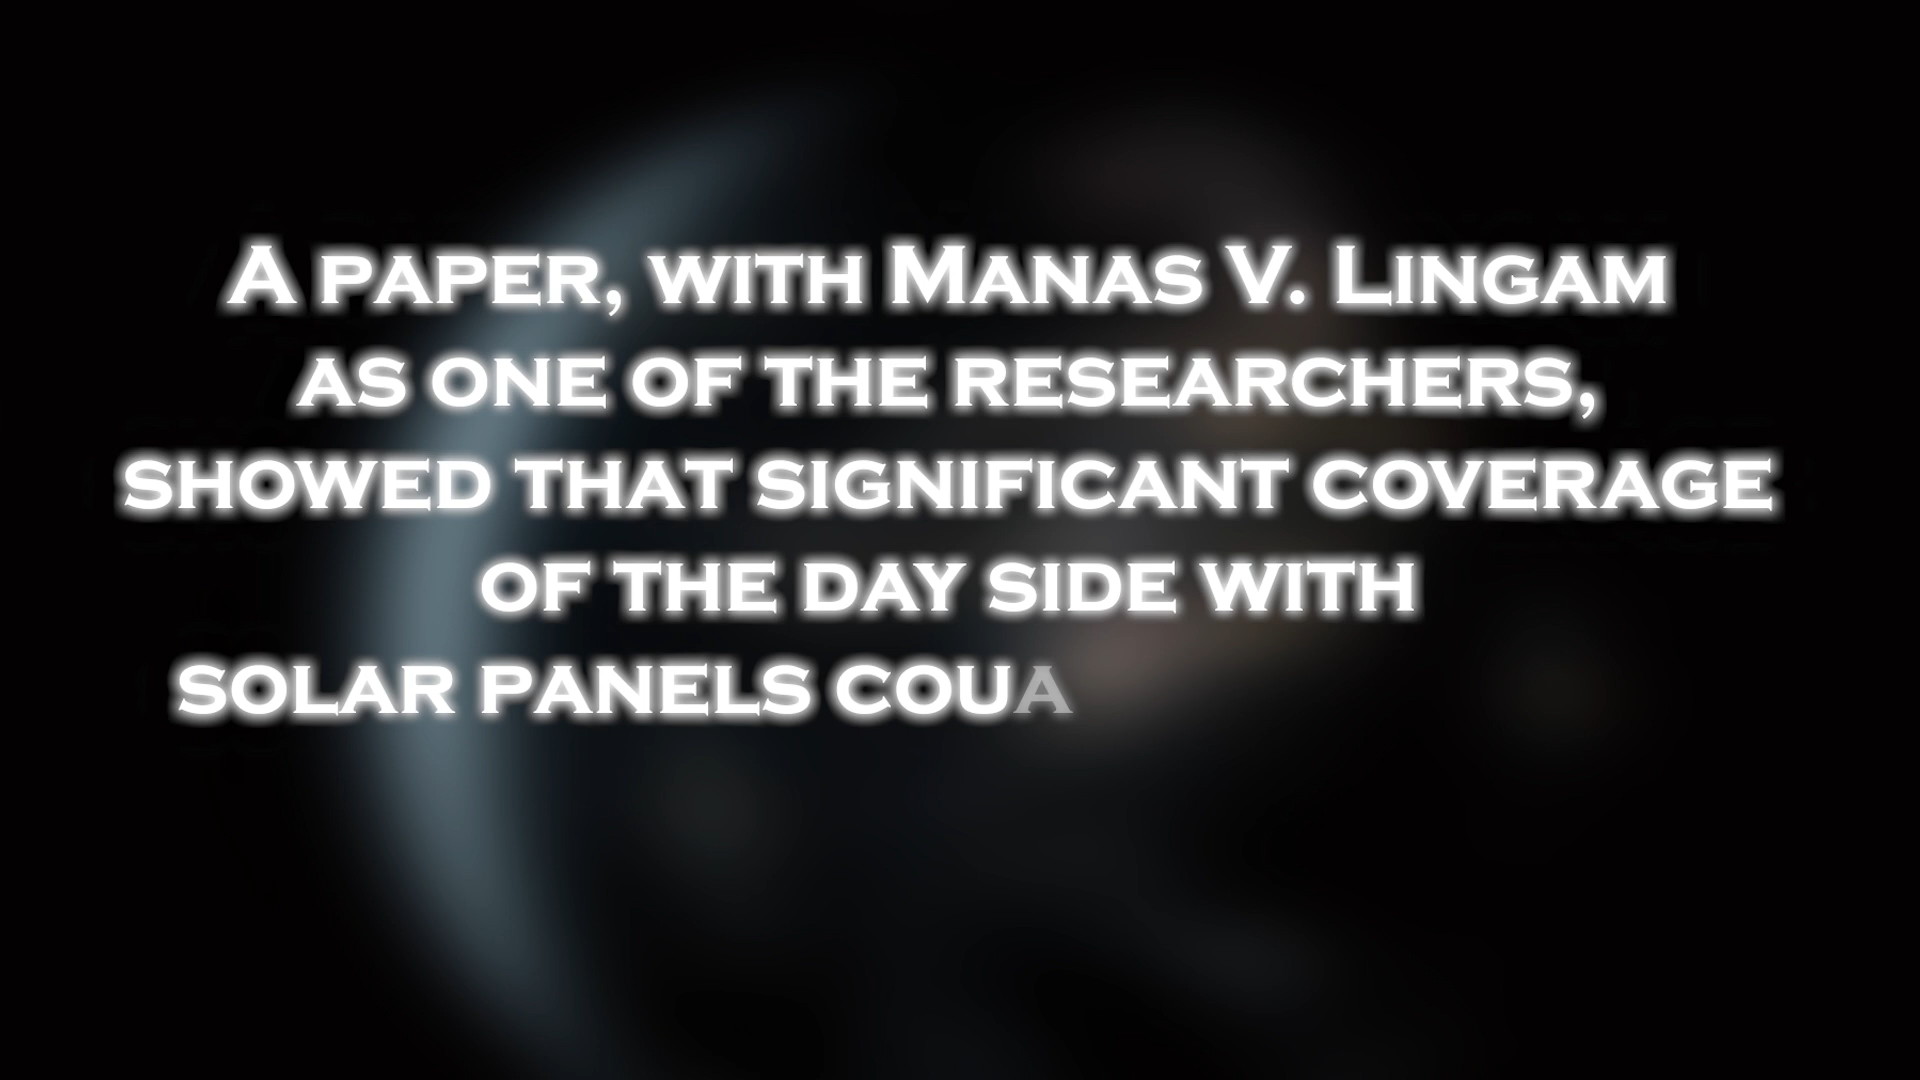 A PAPER, WITH MANAS V. LINGAM
AS ONE OF THE RESEARCHERS,
SHOWED THAT SIGNIFICANT COVERAGE
OF THE DAY SIDE WITH
SOLAR PANELS COUA